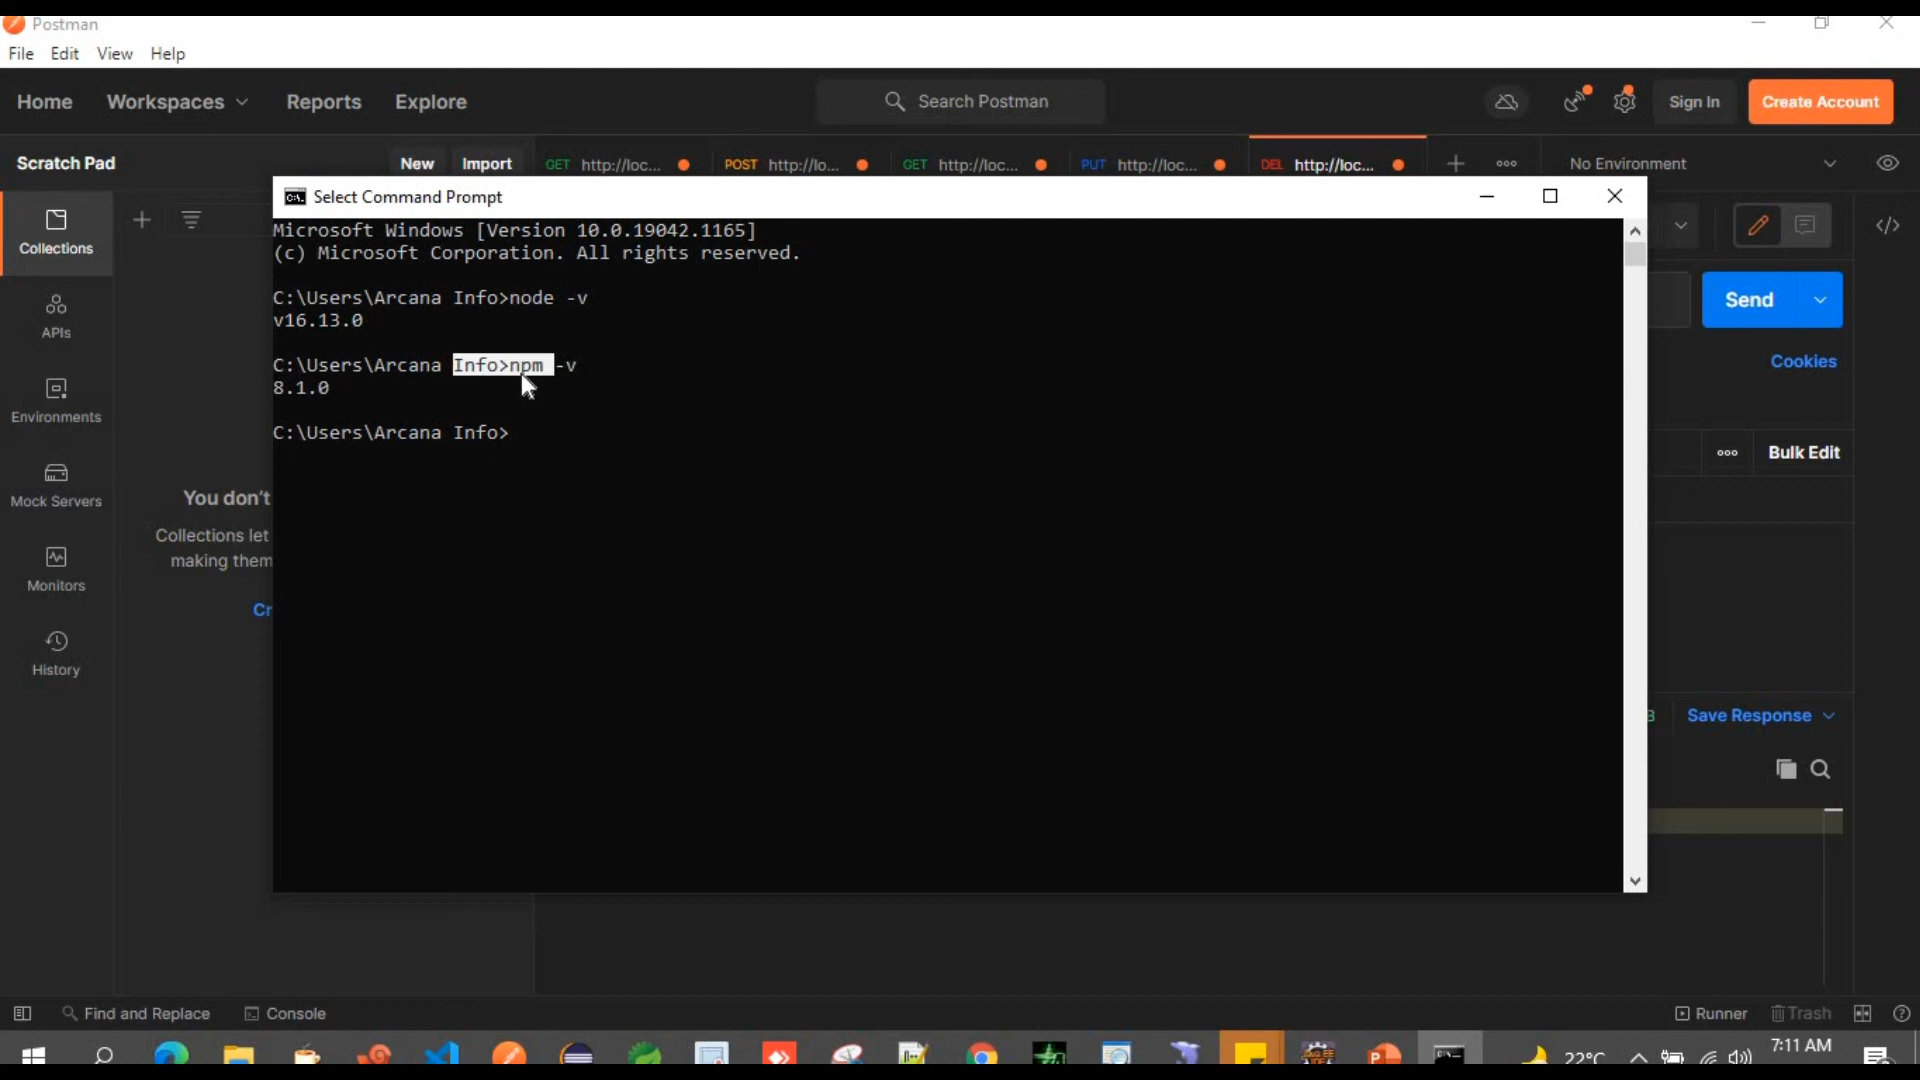 Postman
File Edit View Help
Home Workspaces Reports Explore Search Postman Sign In Create Account
Scratch Pad New Import GET http://loc... POST http://lo... GET http://loc... PUT http://loc... DEL http://loc... No Environment
Select Command Prompt
Microsoft Windows [Version 10.0.19042.1165]
(c) Microsoft Corporation. All rights reserved.
C:\Users\Arcana Info>node -v
v16.13.0
C:\Users\Arcana Info>npm -v
8.1.0
C:\Users\Arcana Info>
Collections
APIs
Environments
Mock Servers
Monitors
History
You don't
Collections let
making them
Cr
Send
Cookies
Bulk Edit
Save Response
Find and Replace Console Runner Trash
22°C 7:11 AM